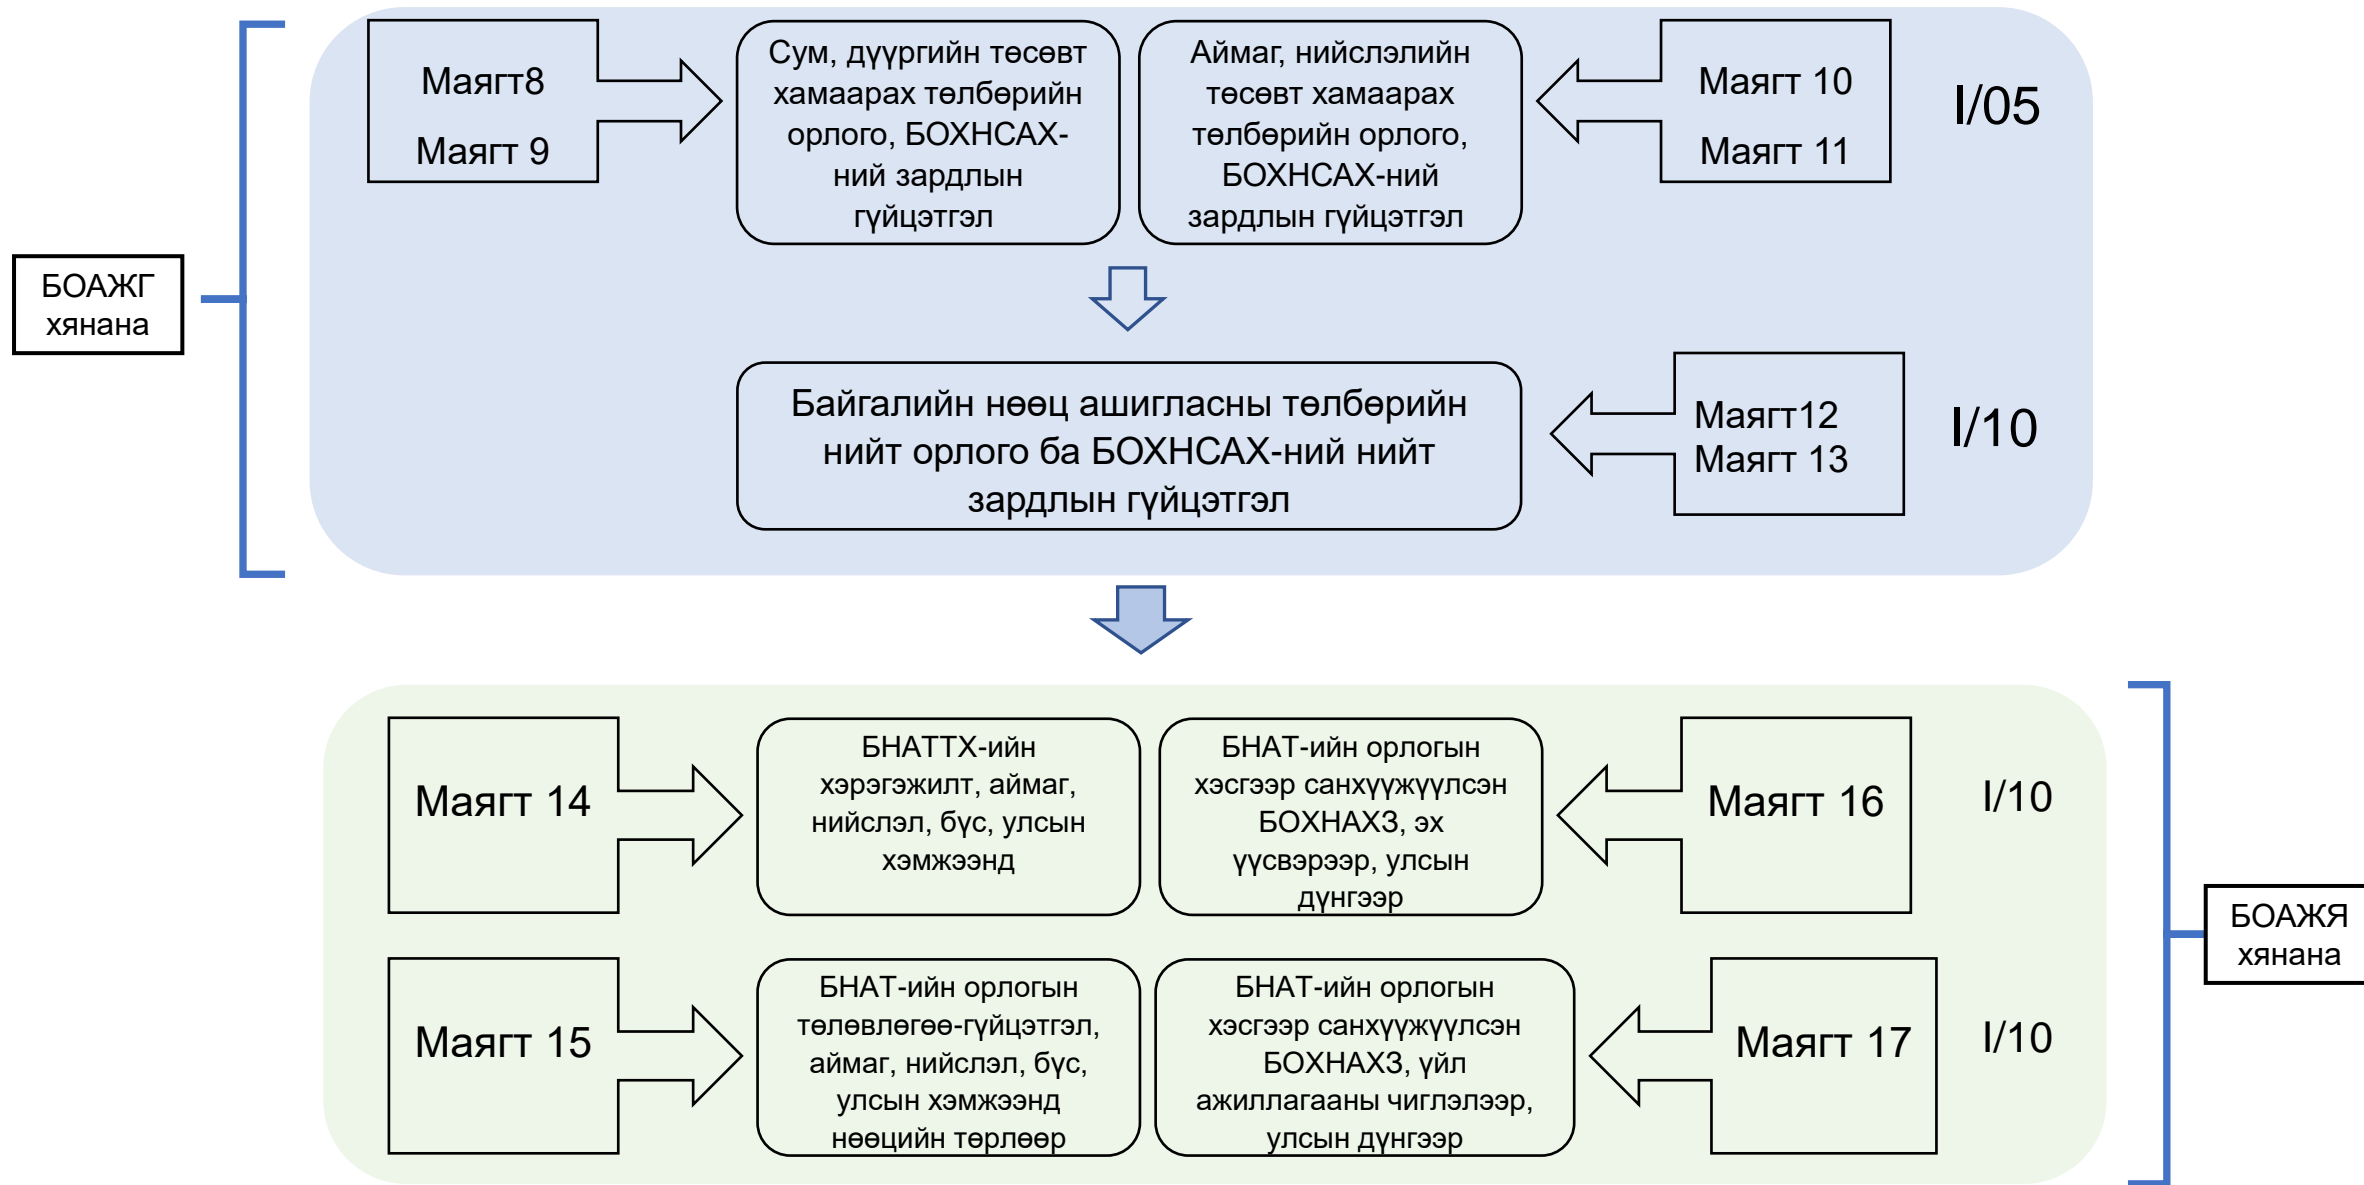 Маягт8
Маягт 9
Сум, дүүргийн төсөвт
хамаарах төлбөрийн
орлого, БОХНСАХ-
ний зардлын
гүйцэтгэл
Аймаг, нийслэлийн
төсөвт хамаарах
төлбөрийн орлого,
БОХНСАХ-ний
зардлын гүйцэтгэл
Маягт 10
Маягт 11
I/05
БОАЖГ
хянана
Байгалийн нөөц ашигласны төлбөрийн
нийт орлого ба БОХНСАХ-ний нийт
зардлын гүйцэтгэл
Маягт12
Маягт 13
I/10
Маягт 14
БНАТТХ-ийн
хэрэгжилт, аймаг,
нийслэл, бүс, улсын
хэмжээнд
БНАТ-ийн орлогын
хэсгээр санхүүжүүлсэн
БОХНАХЗ, эх
үүсвэрээр, улсын
дүнгээр
Маягт 16
I/10
БОАЖЯ
хянана
Маягт 15
БНАТ-ийн орлогын
төлөвлөгөө-гүйцэтгэл,
аймаг, нийслэл, бүс,
улсын хэмжээнд
нөөцийн төрлөөр
БНАТ-ийн орлогын
хэсгээр санхүүжүүлсэн
БОХНАХЗ, үйл
ажиллагааны чиглэлээр,
улсын дүнгээр
Маягт 17
I/10